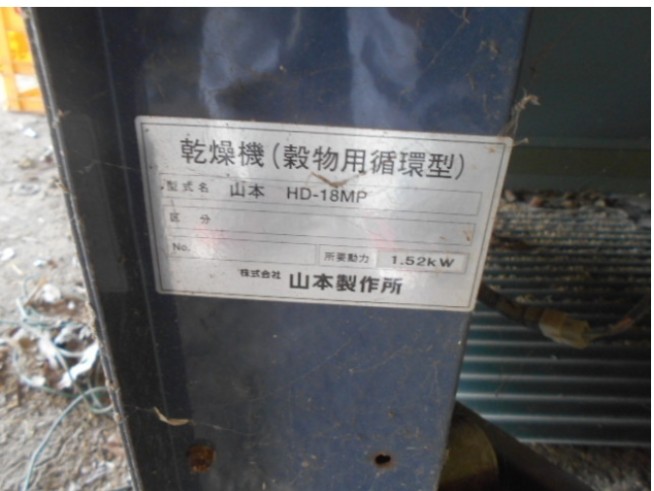 乾燥機(穀物用循環型)
型式名 山本 HD-18MP
区分
No. 所要動力 1.52kW
株式会社 山本製作所